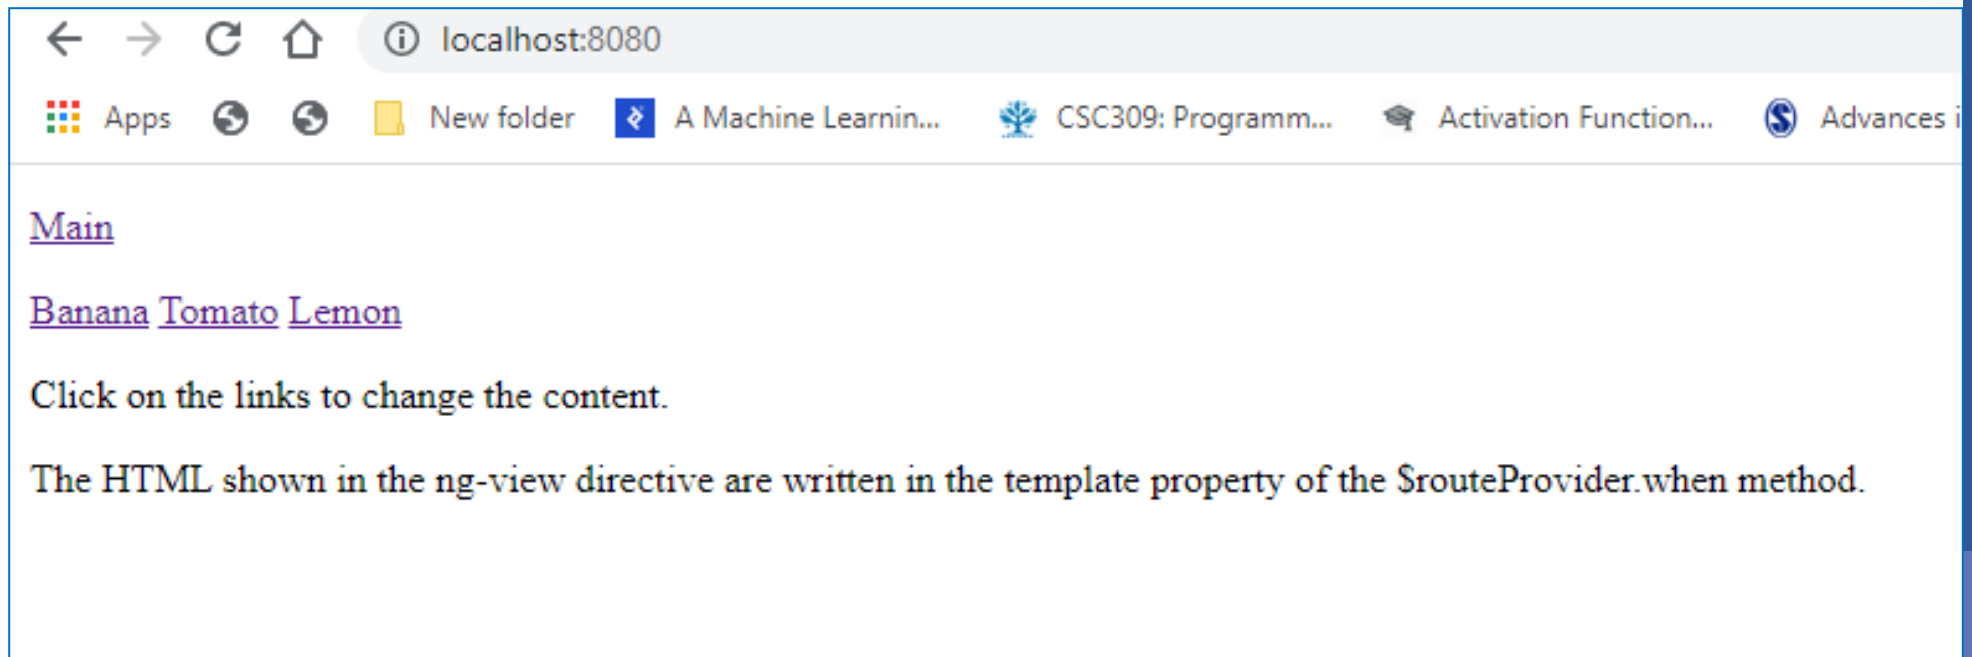 localhost:8080
Apps New folder A Machine Learnin... CSC309: Programm... Activation Function... Advances i
Main
Banana Tomato Lemon
Click on the links to change the content.
The HTML shown in the ng-view directive are written in the template property of the $routeProvider.when method.